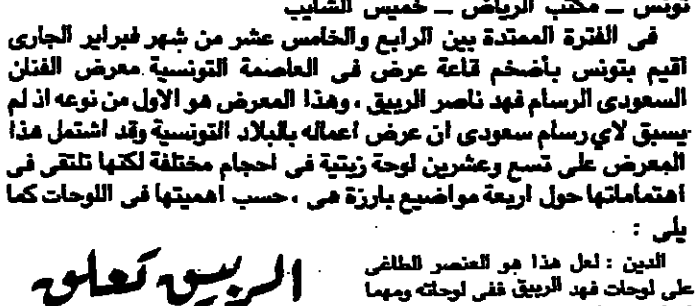 تونس ــ مكتب الرياض ــ خميس الشايب
فى الفترة الممتدة بين الرابع والخامس عشر من شهر فبراير الجارى
أقيم بتونس بأضخم قاعة عرض فى العاصمة التونسية معرض الفنان
السعودى الرسام فهد ناصر الربيق ، وهذا المعرض هو الاول من نوعه اذ لم
يسبق لاي رسام سعودى ان عرض اعماله بالبلاد التونسية وقد اشتمل هذا
المعرض على تسع وعشرين لوحة زيتية فى احجام مختلفة لكنها تلتقى فى
اهتماماتها حول اربعة مواضيع بارزة هى ، حسب اهميتها فى اللوحات كما
يلى :
الدين : لعل هذا هو العنصر الطاغى
على لوحات فهد الربيق ففى لوحاته ومهما
الربيق تعلق